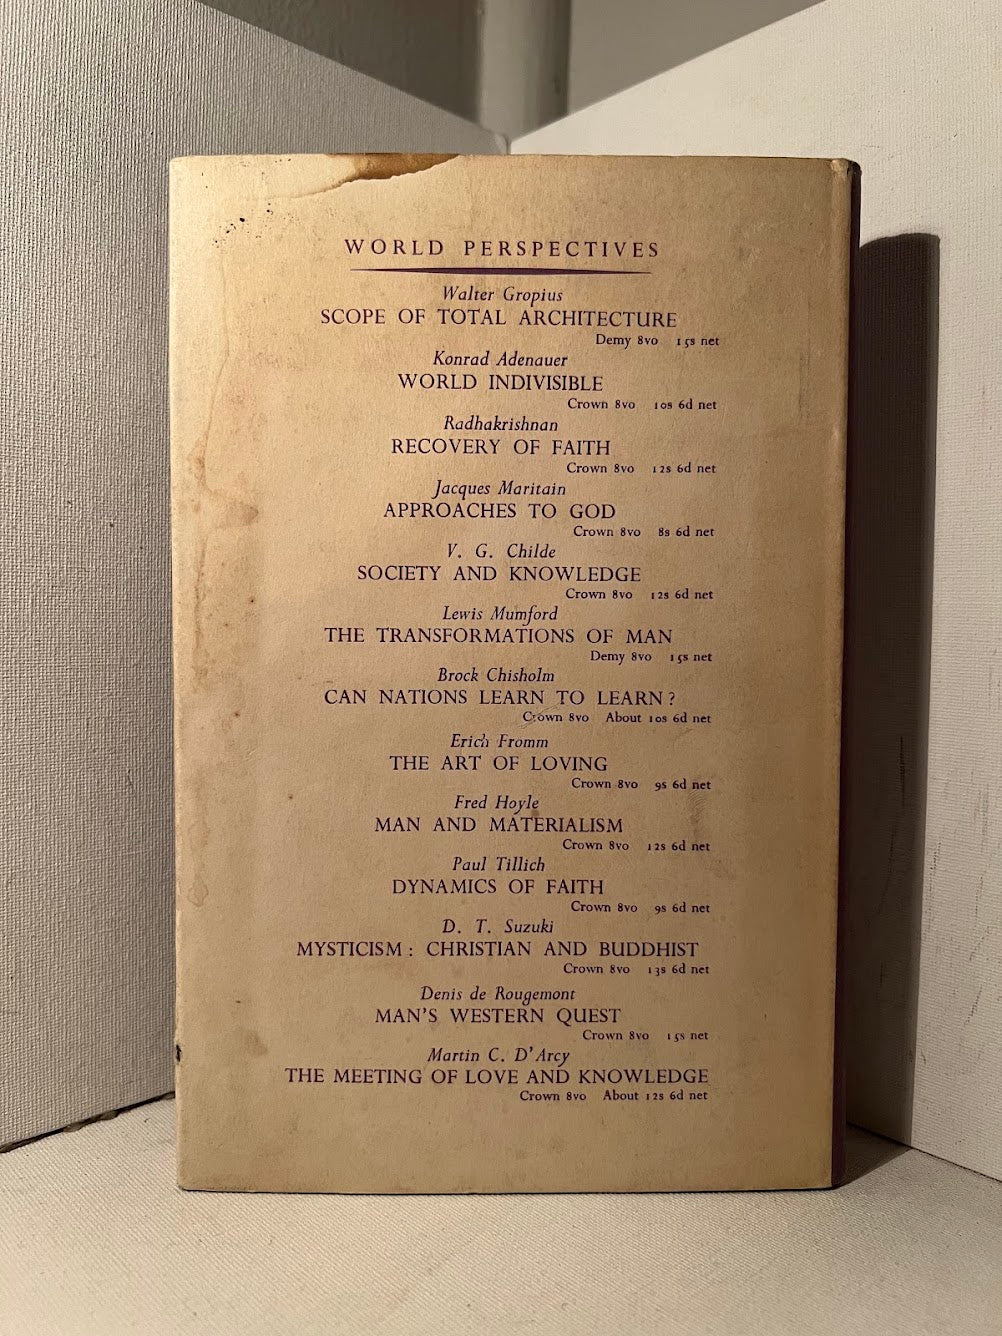 WORLD PERSPECTIVES
Walter Gropius
SCOPE OF TOTAL ARCHITECTURE
Demy 8vo 15s net
Konrad Adenauer
WORLD INDIVISIBLE
Crown 8vo 10s 6d net
Radhakrishnan
RECOVERY OF FAITH
Crown 8vo 12s 6d net
Jacques Maritain
APPROACHES TO GOD
Crown 8vo 8s 6d net
V. G. Childe
SOCIETY AND KNOWLEDGE
Crown 8vo 12s 6d net
Lewis Mumford
THE TRANSFORMATIONS OF MAN
Demy 8vo 15s net
Brock Chisholm
CAN NATIONS LEARN TO LEARN?
Crown 8vo About 10s 6d net
Erich Fromm
THE ART OF LOVING
Crown 8vo 9s 6d net
Fred Hoyle
MAN AND MATERIALISM
Crown 8vo 12s 6d net
Paul Tillich
DYNAMICS OF FAITH
Crown 8vo 9s 6d net
D. T. Suzuki
MYSTICISM: CHRISTIAN AND BUDDHIST
Crown 8vo 13s 6d net
Denis de Rougemont
MAN'S WESTERN QUEST
Crown 8vo 15s net
Martin C. D'Arcy
THE MEETING OF LOVE AND KNOWLEDGE
Crown 8vo About 12s 6d net